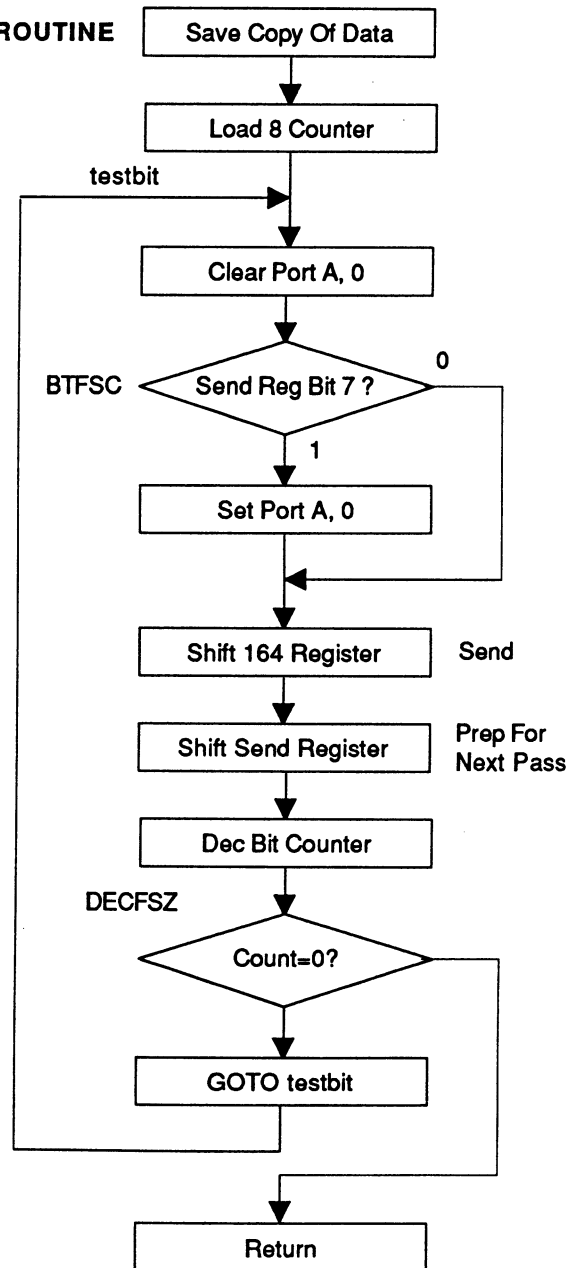 ROUTINE
Save Copy Of Data
Load 8 Counter
testbit
Clear Port A, 0
BTFSC
Send Reg Bit 7 ?
0
1
Set Port A, 0
Shift 164 Register
Send
Shift Send Register
Prep For
Next Pass
Dec Bit Counter
DECFSZ
Count=0?
GOTO testbit
Return